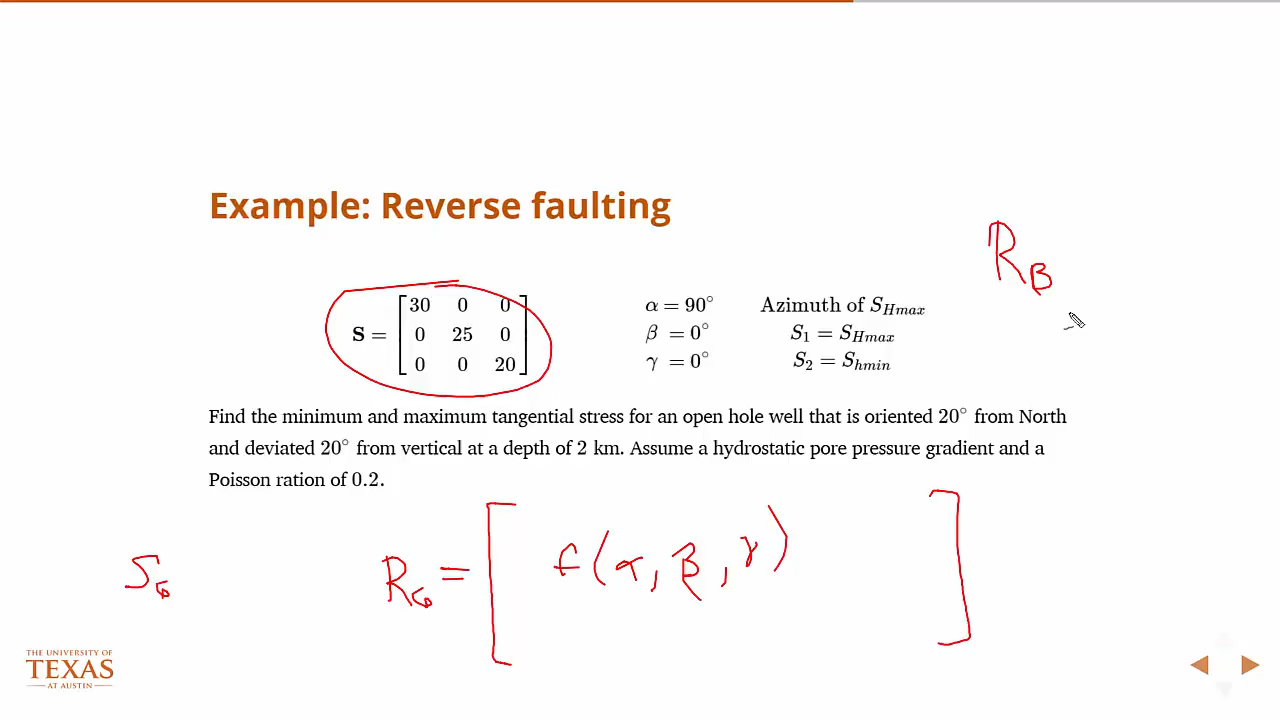 Example: Reverse faulting
R_B
S = [30 0 0; 0 25 0; 0 0 20]
α = 90° Azimuth of S_Hmax
β = 0° S₁ = S_Hmax
γ = 0° S₂ = S_hmin
Find the minimum and maximum tangential stress for an open hole well that is oriented 20° from North
and deviated 20° from vertical at a depth of 2 km. Assume a hydrostatic pore pressure gradient and a
Poisson ration of 0.2.
S_G R_G = [ f(α, β, γ) ]
THE UNIVERSITY OF
TEXAS
AT AUSTIN